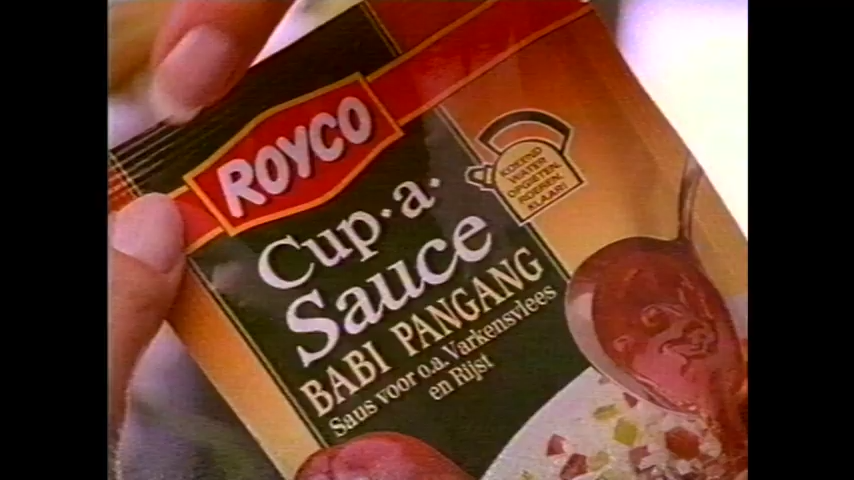 ROYCO
Cup·a·
Sauce
BABI PANGANG
Saus voor o.a. Varkensvlees
en Rijst
KOKEND
WATER
OPGIETEN,
ROEREN,
KLAAR!